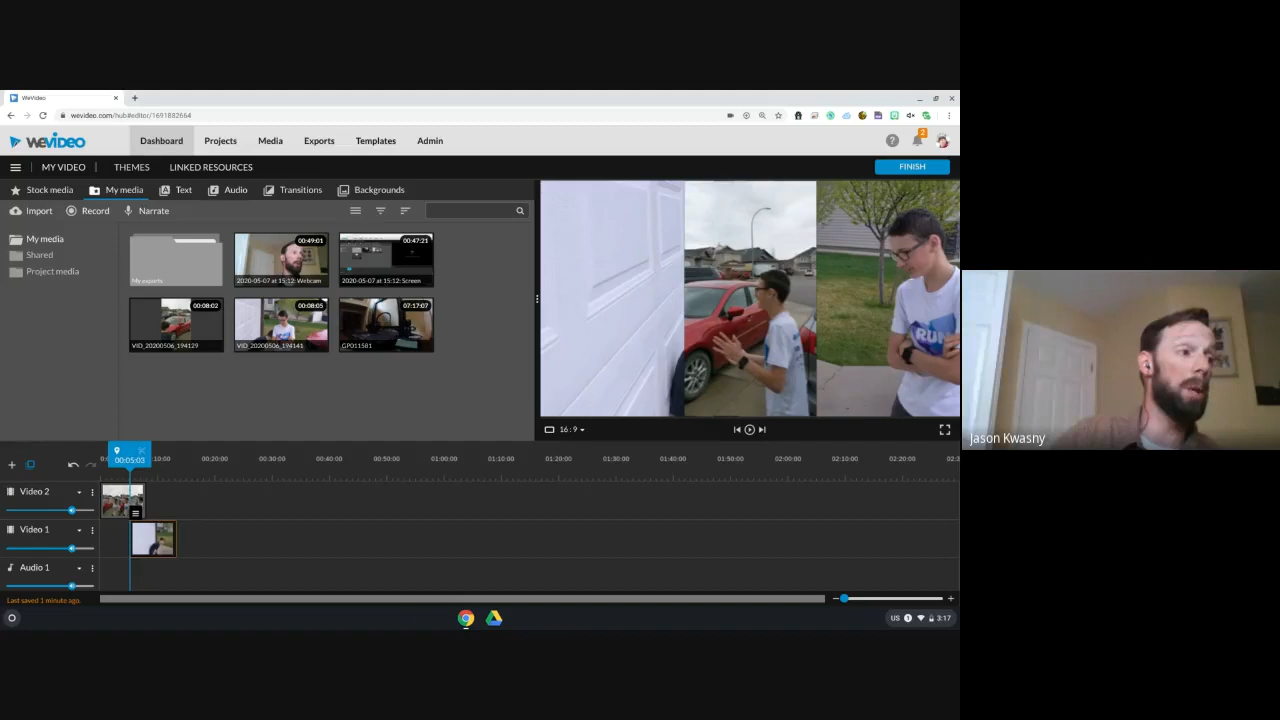 WeVideo
wevideo.com/hub#editor/1691882664
WEVIDEO Dashboard Projects Media Exports Templates Admin
2
MY VIDEO THEMES LINKED RESOURCES FINISH
Stock media My media Text Audio Transitions Backgrounds
Import Record Narrate
My media
Shared
Project media
My exports
00:49:01
2020-05-07 at 15:12: Webcam
00:47:21
2020-05-07 at 15:12: Screen
00:08:02
VID_20200506_194129
00:08:05
VID_20200506_194141
07:17:07
GP011581
RUN
16:9
Jason Kwasny
00:05:03
:10:00 00:20:00 00:30:00 00:40:00 00:50:00 01:00:00 01:10:00 01:20:00 01:30:00 01:40:00 01:50:00 02:00:00 02:10:00 02:20:00 02:3
Video 2
Video 1
Audio 1
Last saved 1 minute ago.
US 3:17